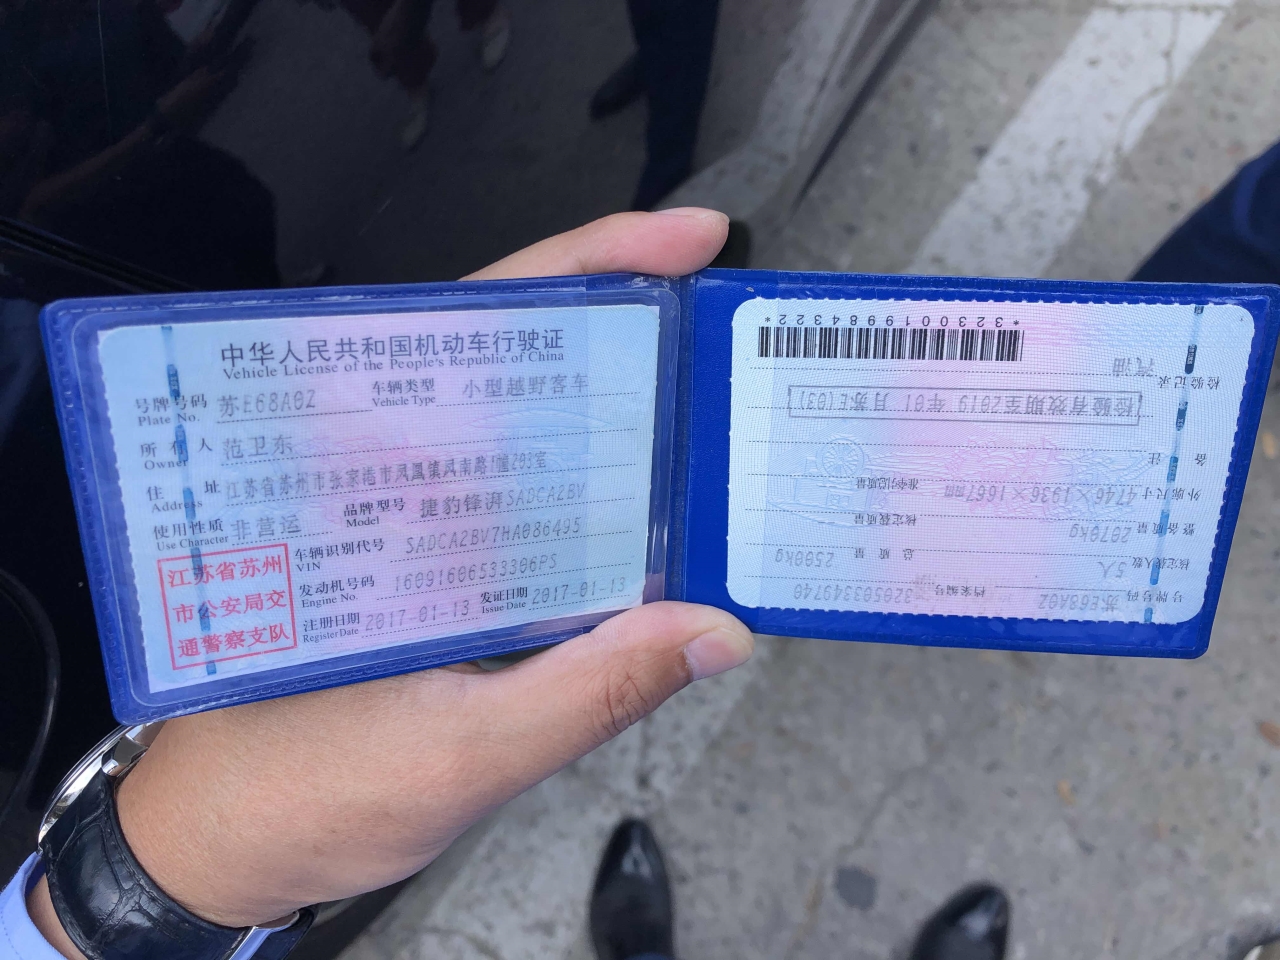 中华人民共和国机动车行驶证
Vehicle License of the People's Republic of China
号牌号码 苏E68A0Z 车辆类型 小型越野客车
Plate No. Vehicle Type
所有人 范卫东
Owner
住址 江苏省苏州市张家港市凤凰镇凤南路1幢203室
Address
品牌型号 捷豹锋湃SADCA2BV
Model
使用性质 非营运
Use Character
车辆识别代号 SADCA2BV7HA086495
VIN
发动机号码 16091606533306PS
Engine No.
注册日期 2017-01-13 发证日期 2017-01-13
Register Date Issue Date
江苏省苏州
市公安局交
通警察支队
号牌号码 苏E68A0Z 档案编号 320503349740
核定载人数 5人 总质量 2500kg
整备质量 2070kg 核定载质量
外廓尺寸 4746×1936×1667mm 准牵引总质量
备注
检验有效期至2019年01月苏E(03)
检验记录
汽油
*3230019984322*